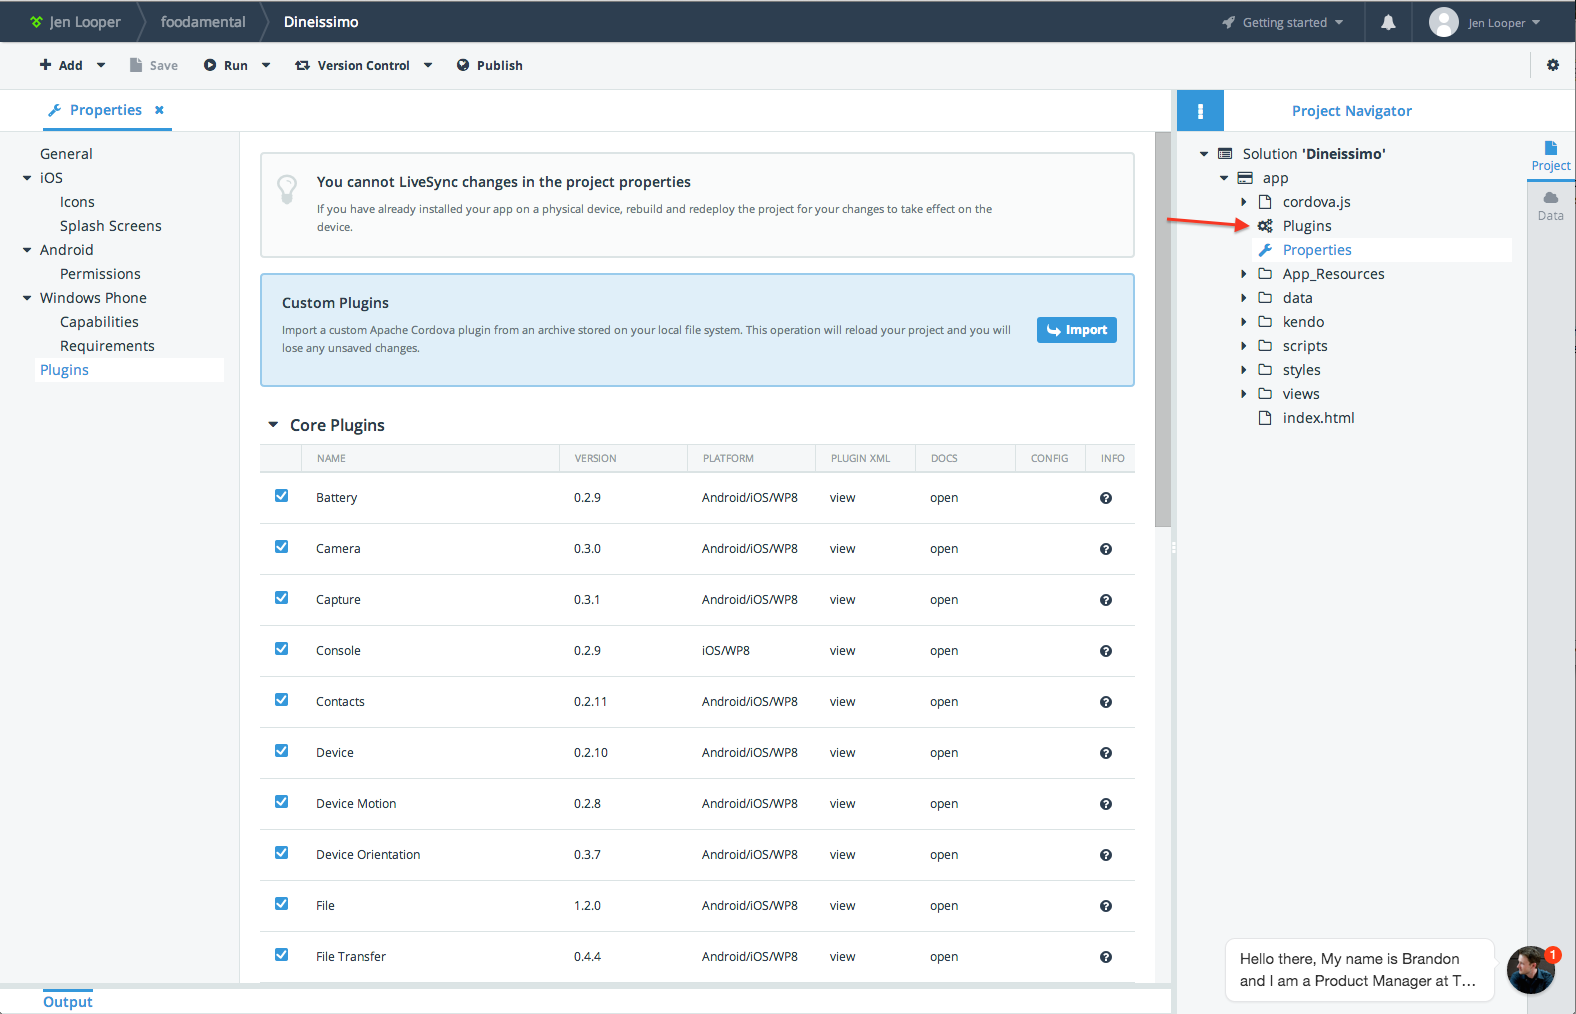 Jen Looper foodamental Dineissimo Getting started Jen Looper
Add Save Run Version Control Publish
Properties
General
iOS
Icons
Splash Screens
Android
Permissions
Windows Phone
Capabilities
Requirements
Plugins
You cannot LiveSync changes in the project properties
If you have already installed your app on a physical device, rebuild and redeploy the project for your changes to take effect on the
device.
Custom Plugins
Import a custom Apache Cordova plugin from an archive stored on your local file system. This operation will reload your project and you will
lose any unsaved changes.
Import
Core Plugins
NAME VERSION PLATFORM PLUGIN XML DOCS CONFIG INFO
Battery 0.2.9 Android/iOS/WP8 view open
Camera 0.3.0 Android/iOS/WP8 view open
Capture 0.3.1 Android/iOS/WP8 view open
Console 0.2.9 iOS/WP8 view open
Contacts 0.2.11 Android/iOS/WP8 view open
Device 0.2.10 Android/iOS/WP8 view open
Device Motion 0.2.8 Android/iOS/WP8 view open
Device Orientation 0.3.7 Android/iOS/WP8 view open
File 1.2.0 Android/iOS/WP8 view open
File Transfer 0.4.4 Android/iOS/WP8 view open
Output
Project Navigator
Solution 'Dineissimo'
app
cordova.js
Plugins
Properties
App_Resources
data
kendo
scripts
styles
views
index.html
Project
Data
Hello there, My name is Brandon
and I am a Product Manager at T...
1